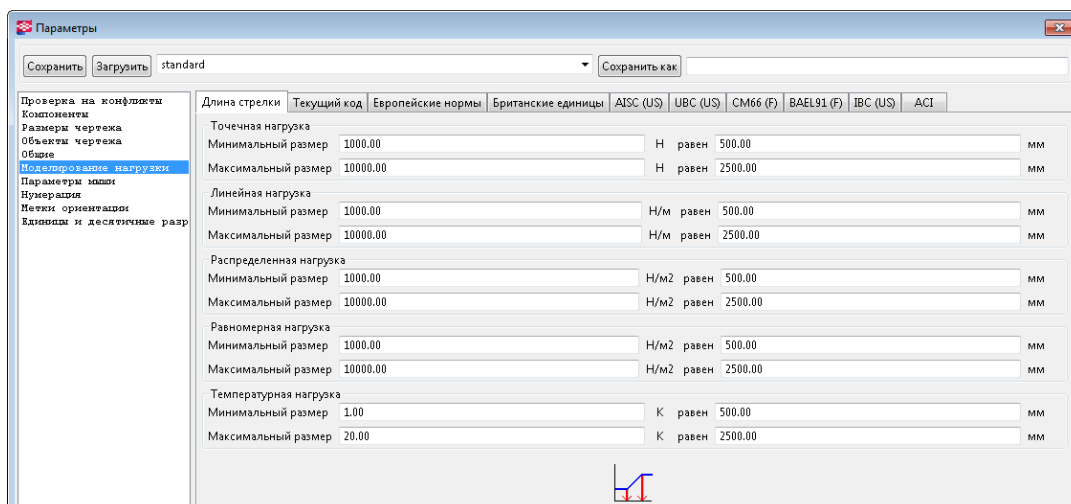 Параметры
Сохранить Загрузить standard Сохранить как
Проверка на конфликты
Компоненты
Размеры чертежа
Объекты чертежа
Общие
Моделирование нагрузки
Параметры мыши
Нумерация
Метки ориентации
Единицы и десятичные разр
Длина стрелки Текущий код Европейские нормы Британские единицы AISC (US) UBC (US) CM66 (F) BAEL91 (F) IBC (US) ACI
Точечная нагрузка
Минимальный размер 1000.00 Н равен 500.00 мм
Максимальный размер 10000.00 Н равен 2500.00 мм
Линейная нагрузка
Минимальный размер 1000.00 Н/м равен 500.00 мм
Максимальный размер 10000.00 Н/м равен 2500.00 мм
Распределенная нагрузка
Минимальный размер 1000.00 Н/м2 равен 500.00 мм
Максимальный размер 10000.00 Н/м2 равен 2500.00 мм
Равномерная нагрузка
Минимальный размер 1000.00 Н/м2 равен 500.00 мм
Максимальный размер 10000.00 Н/м2 равен 2500.00 мм
Температурная нагрузка
Минимальный размер 1.00 К равен 500.00 мм
Максимальный размер 20.00 К равен 2500.00 мм